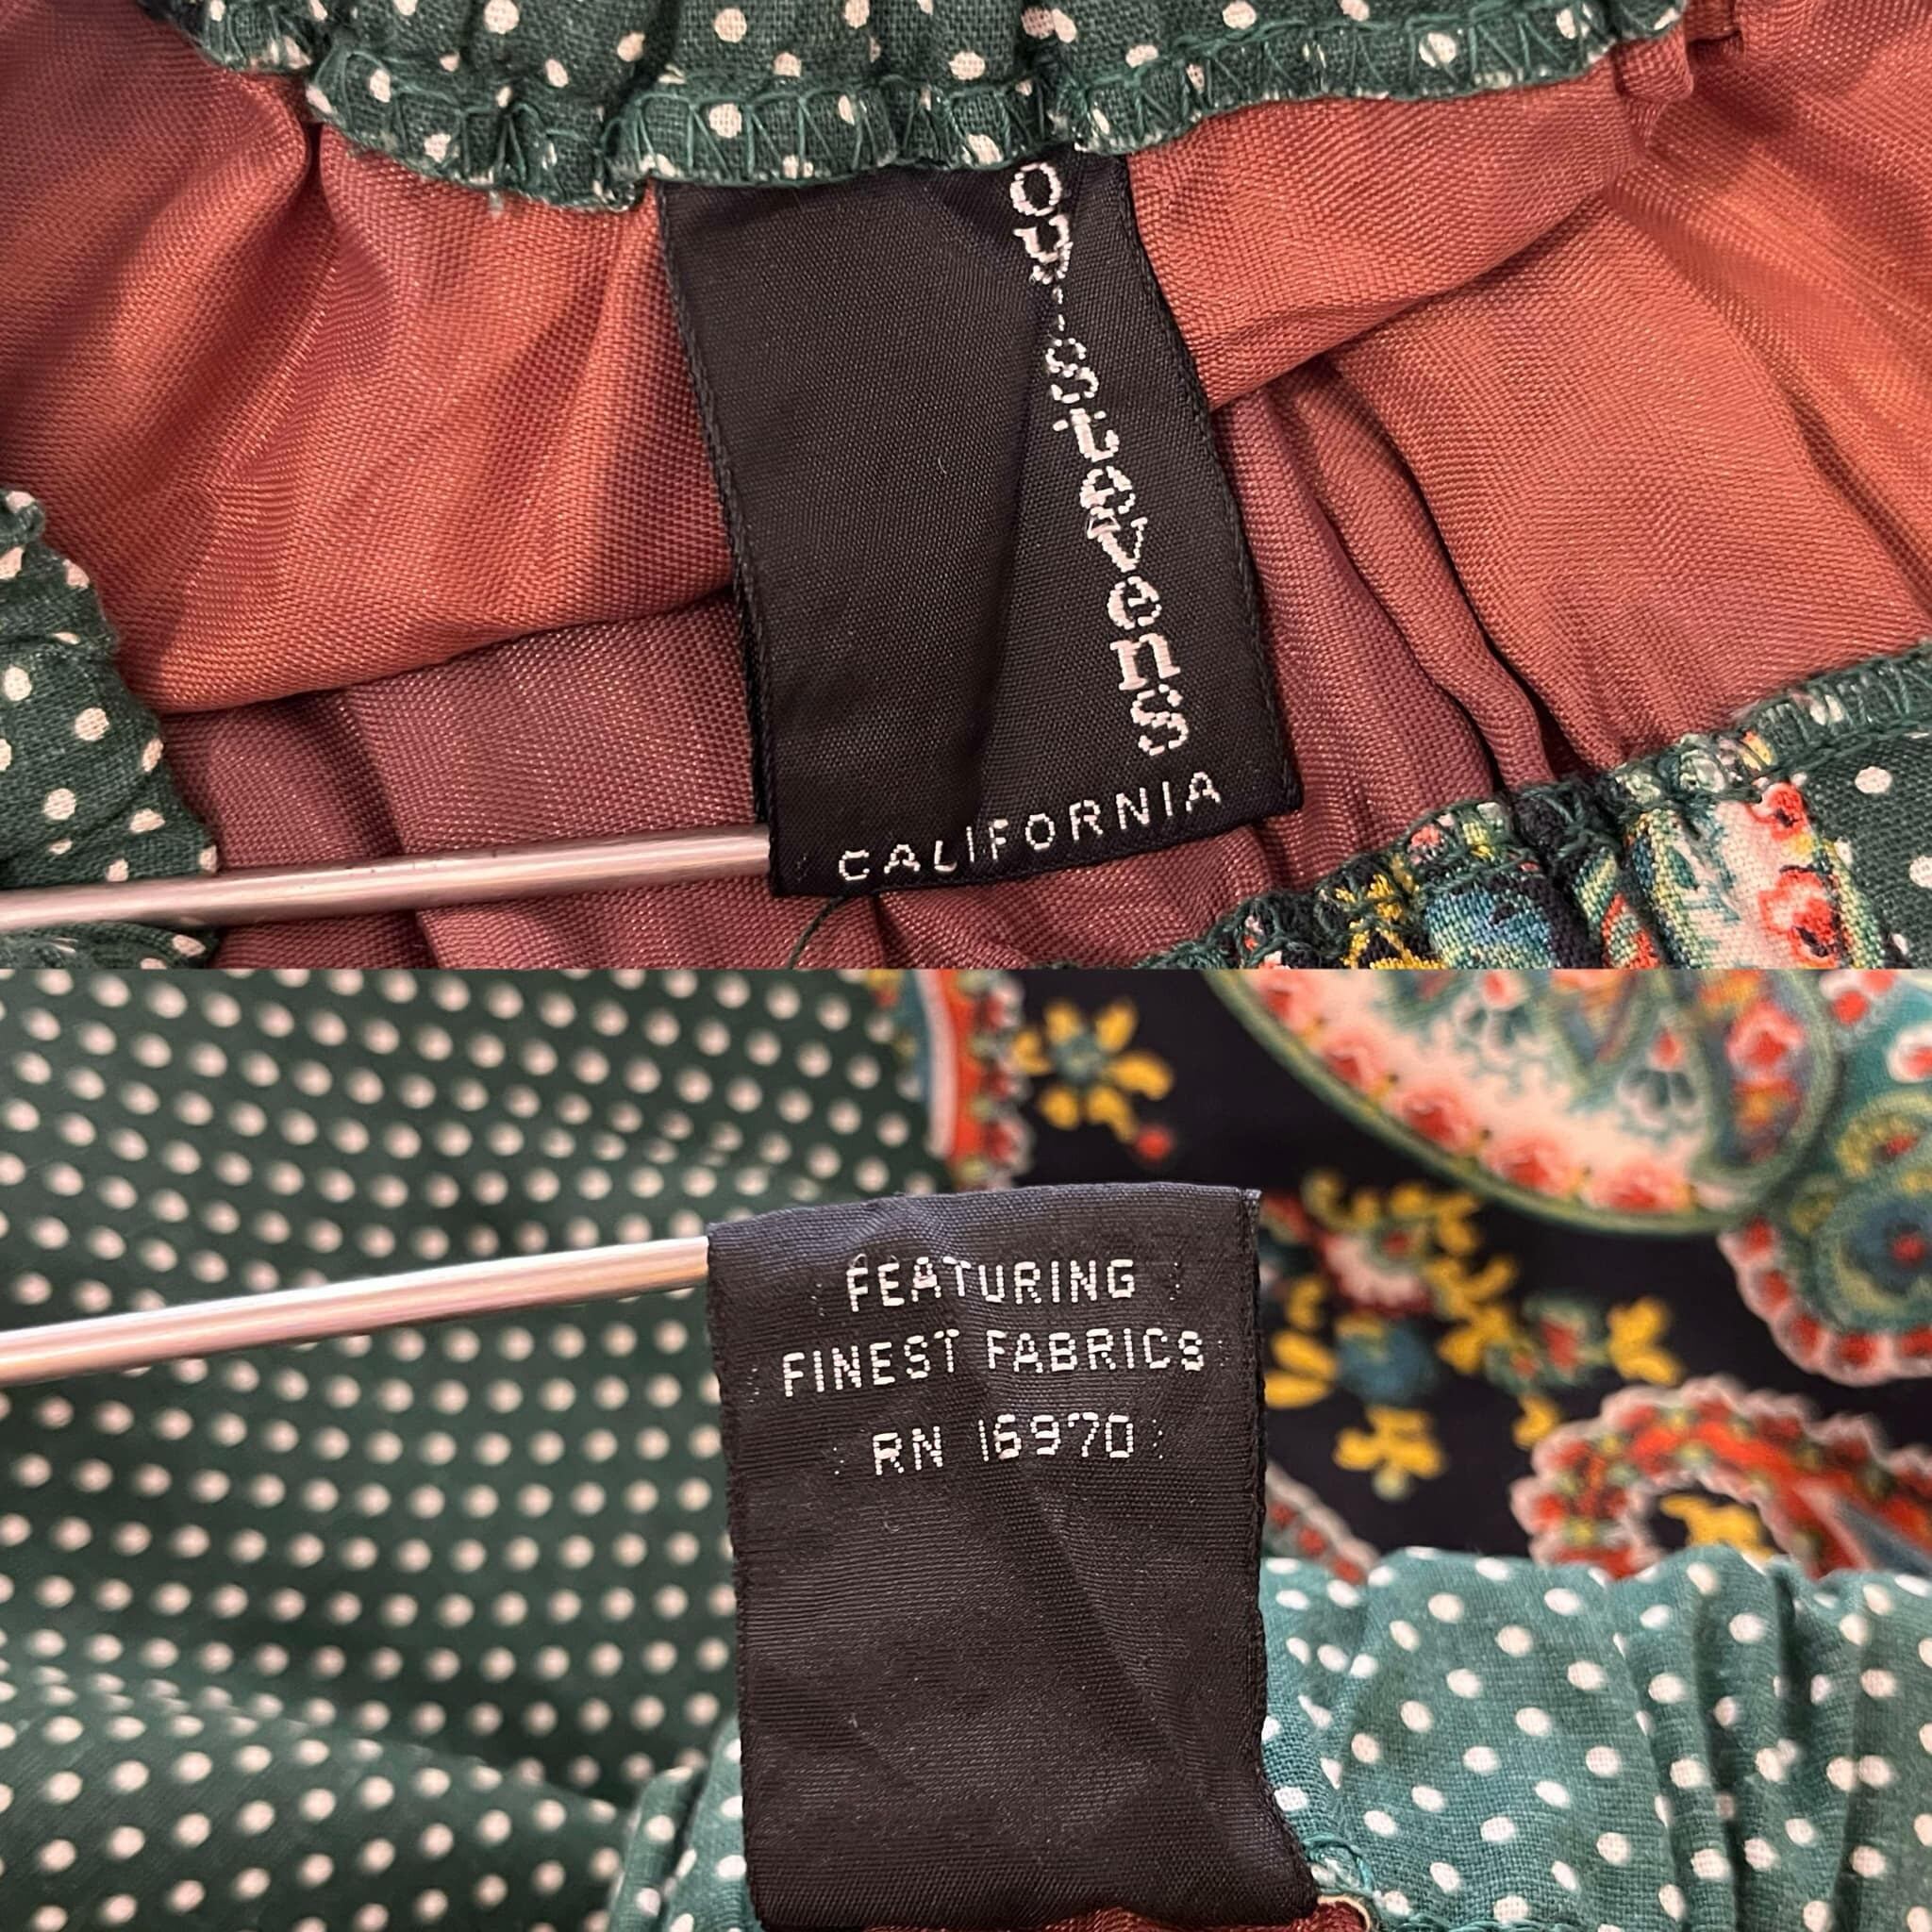 oy-stevens
CALIFORNIA
FEATURING
FINEST FABRICS
RN 16970